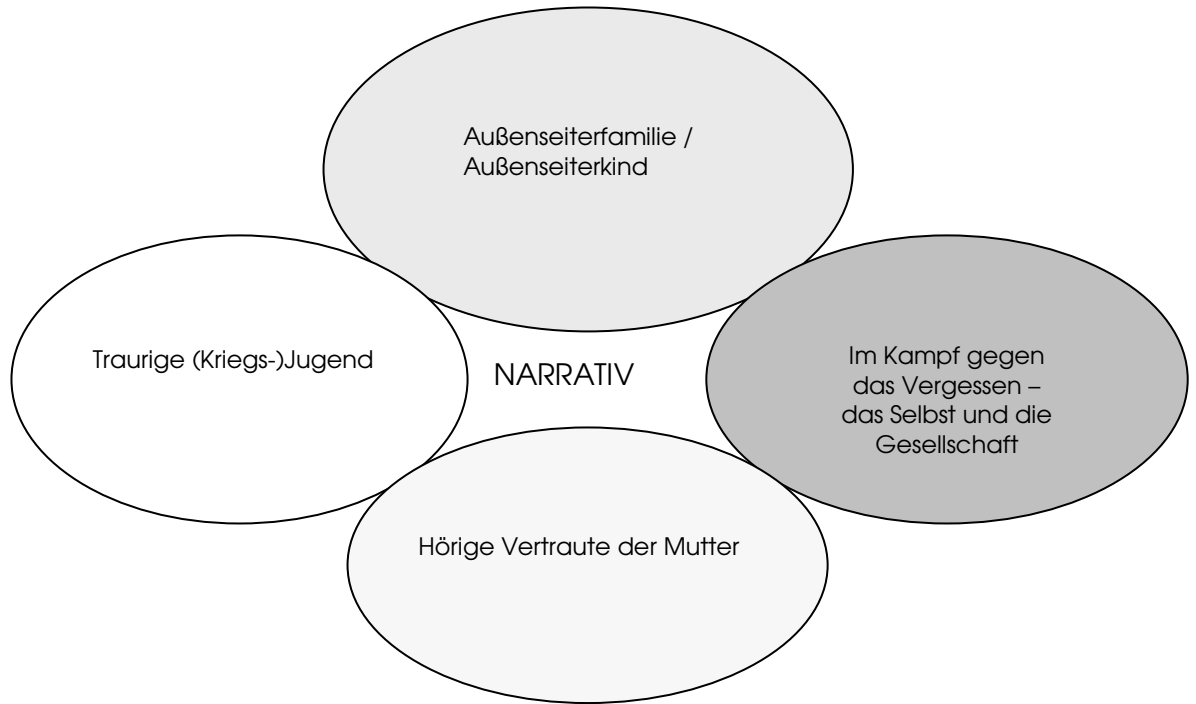 Außenseiterfamilie /
Außenseiterkind
Traurige (Kriegs-)Jugend
NARRATIV
Im Kampf gegen
das Vergessen –
das Selbst und die
Gesellschaft
Hörige Vertraute der Mutter